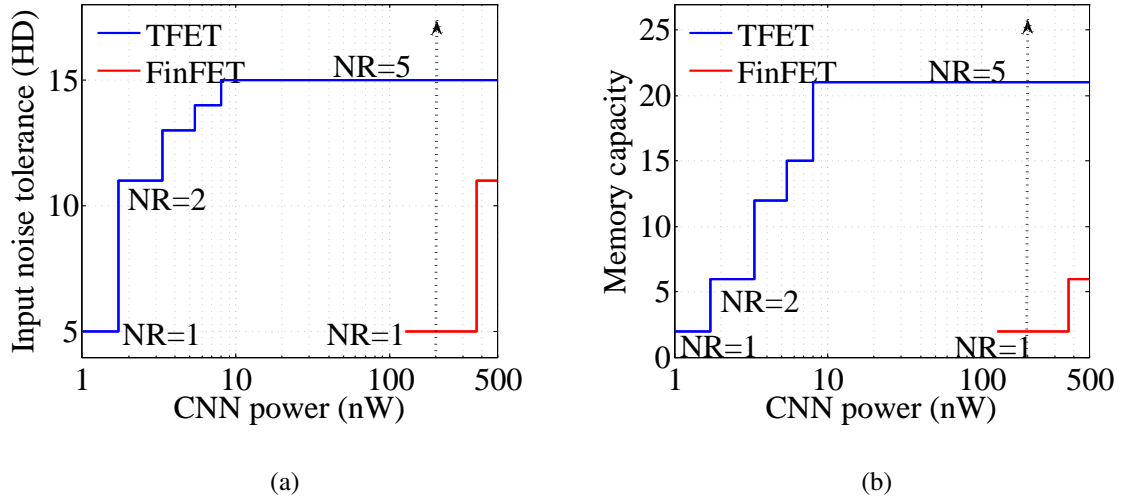 Input noise tolerance (HD)
15
10
5
TFET
FinFET
NR=5
NR=2
NR=1
NR=1
1
10
100
500
CNN power (nW)
(a)
Memory capacity
25
20
15
10
5
0
TFET
FinFET
NR=5
NR=2
NR=1
NR=1
1
10
100
500
CNN power (nW)
(b)